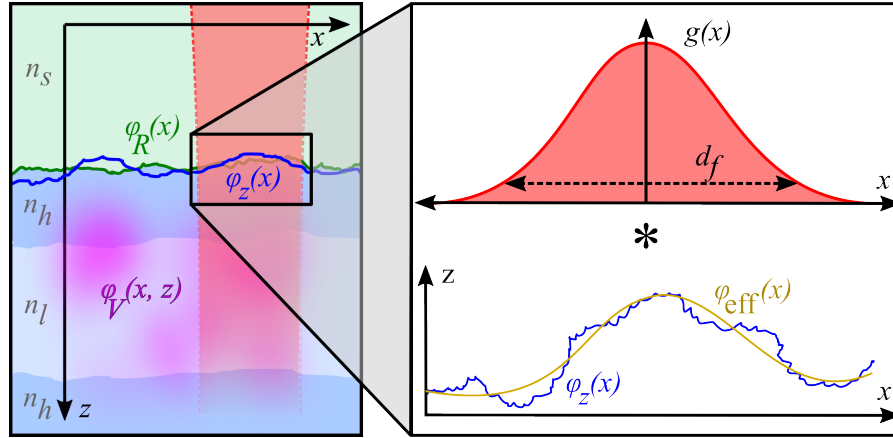 x
n_s
φ_R(x)
φ_z(x)
n_h
φ_V(x, z)
n_l
n_h
z
g(x)
d_f
x
*
z
φ_eff(x)
φ_z(x)
x